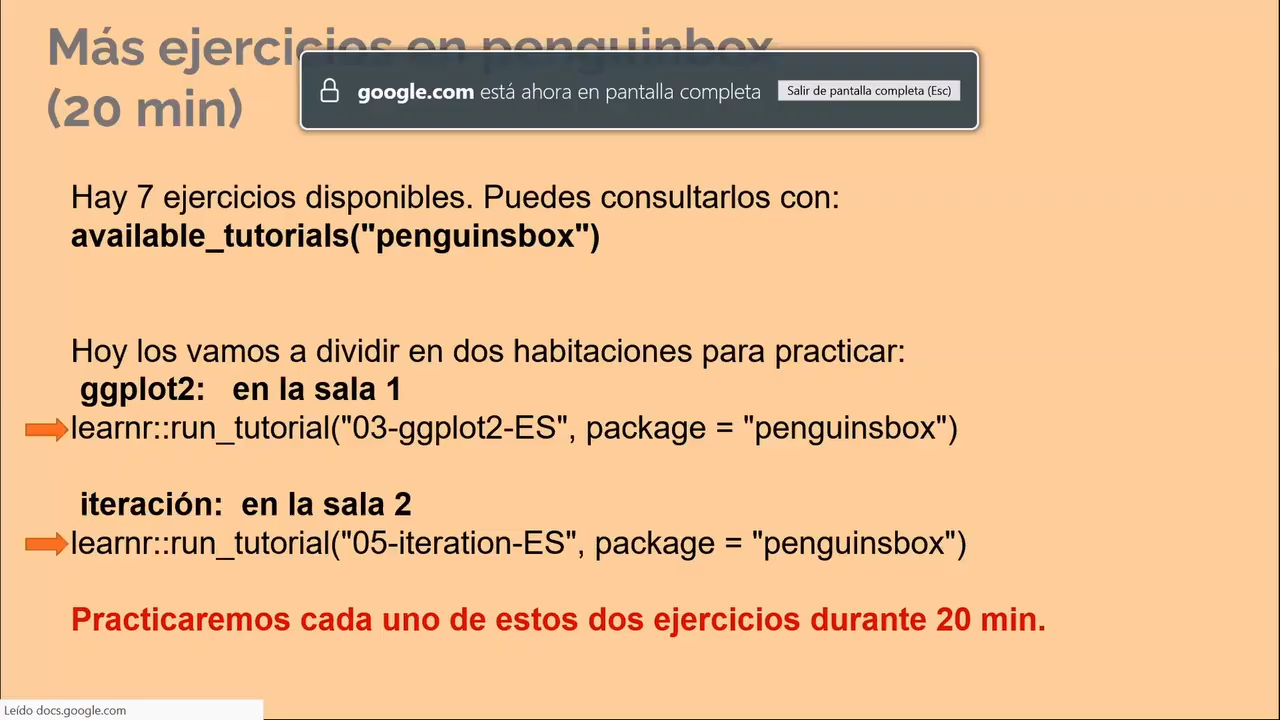 Más ejercicios en penguinbox
(20 min)
google.com está ahora en pantalla completa
Salir de pantalla completa (Esc)
Hay 7 ejercicios disponibles. Puedes consultarlos con:
available_tutorials("penguinsbox")
Hoy los vamos a dividir en dos habitaciones para practicar:
ggplot2: en la sala 1
learnr::run_tutorial("03-ggplot2-ES", package = "penguinsbox")
iteración: en la sala 2
learnr::run_tutorial("05-iteration-ES", package = "penguinsbox")
Practicaremos cada uno de estos dos ejercicios durante 20 min.
Leído docs.google.com